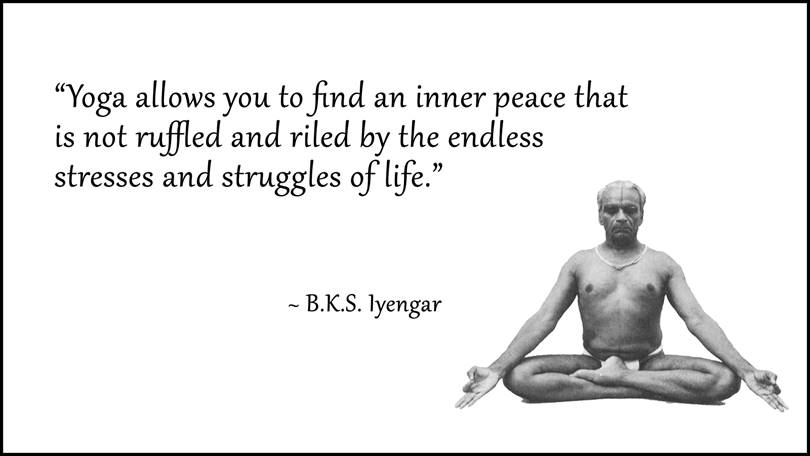 “Yoga allows you to find an inner peace that
is not ruffled and riled by the endless
stresses and struggles of life.”
~ B.K.S. Iyengar